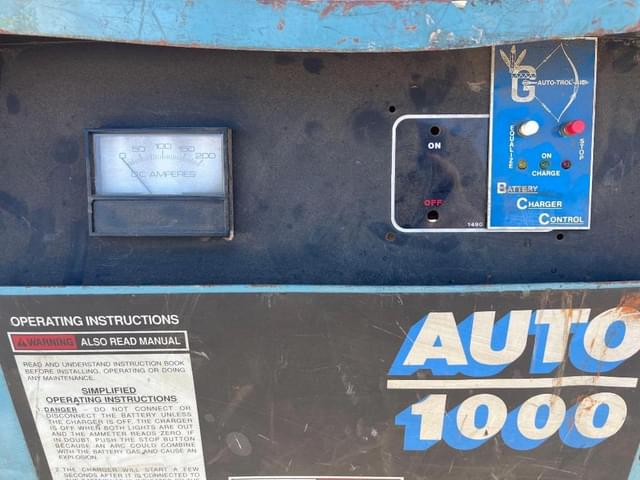 0 50 100 150 200
D.C. AMPERES
ON
OFF
1490
G
AUTO-TROL-AID
EQUALIZE
STOP
ON
CHARGE
BATTERY
CHARGER
CONTROL
AUTO
1000
OPERATING INSTRUCTIONS
WARNING ALSO READ MANUAL
READ AND UNDERSTAND INSTRUCTION BOOK
BEFORE INSTALLING, OPERATING OR DOING
ANY MAINTENANCE.
SIMPLIFIED
OPERATING INSTRUCTIONS
DANGER - DO NOT CONNECT OR
DISCONNECT THE BATTERY UNLESS
THE CHARGER IS OFF. THE CHARGER
IS OFF WHEN BOTH LIGHTS ARE OUT
AND THE AMMETER READS ZERO. IF
IN DOUBT, PUSH THE STOP BUTTON
BECAUSE AN ARC COULD COMBINE
WITH THE BATTERY GAS AND CAUSE AN
EXPLOSION.
2. THE CHARGER WILL START A FEW
SECONDS AFTER IT IS CONNECTED TO